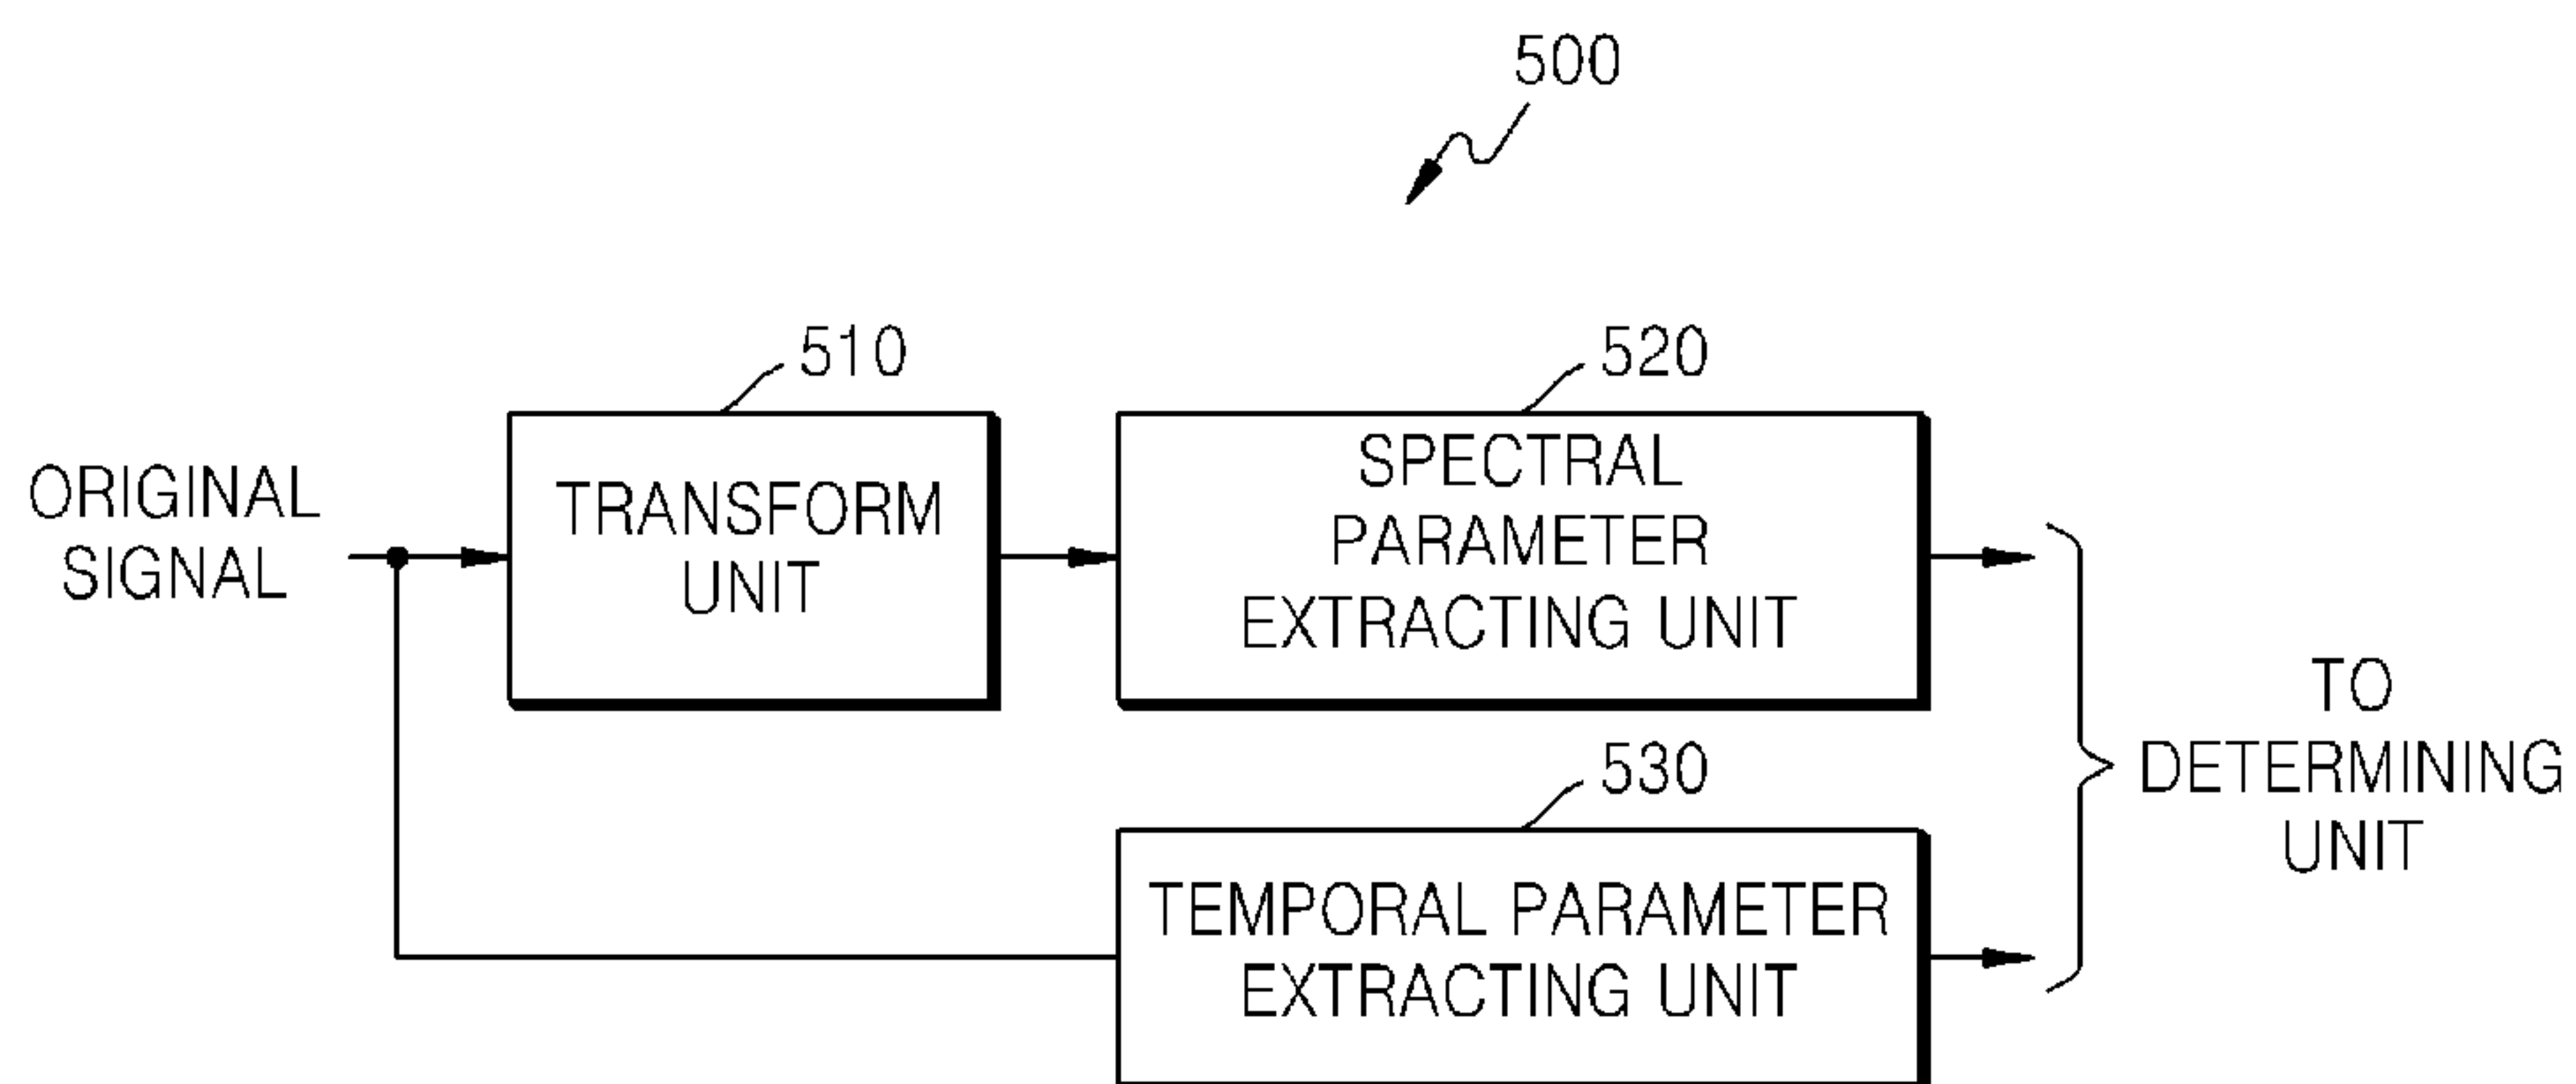 500
510
520
ORIGINAL
SIGNAL
TRANSFORM
UNIT
SPECTRAL
PARAMETER
EXTRACTING UNIT
530
TEMPORAL PARAMETER
EXTRACTING UNIT
TO
DETERMINING
UNIT